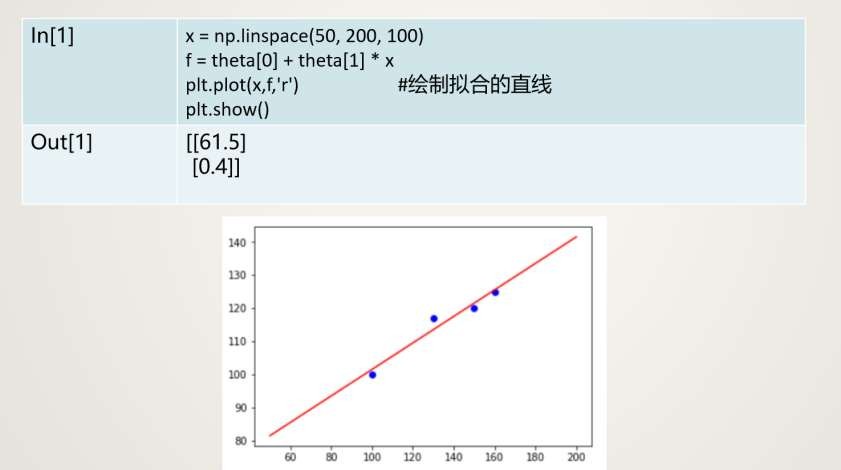 In[1]
x = np.linspace(50, 200, 100)
f = theta[0] + theta[1] * x
plt.plot(x,f,'r') #绘制拟合的直线
plt.show()
Out[1]
[[61.5]
[0.4]]
140
130
120
110
100
90
80
60 80 100 120 140 160 180 200